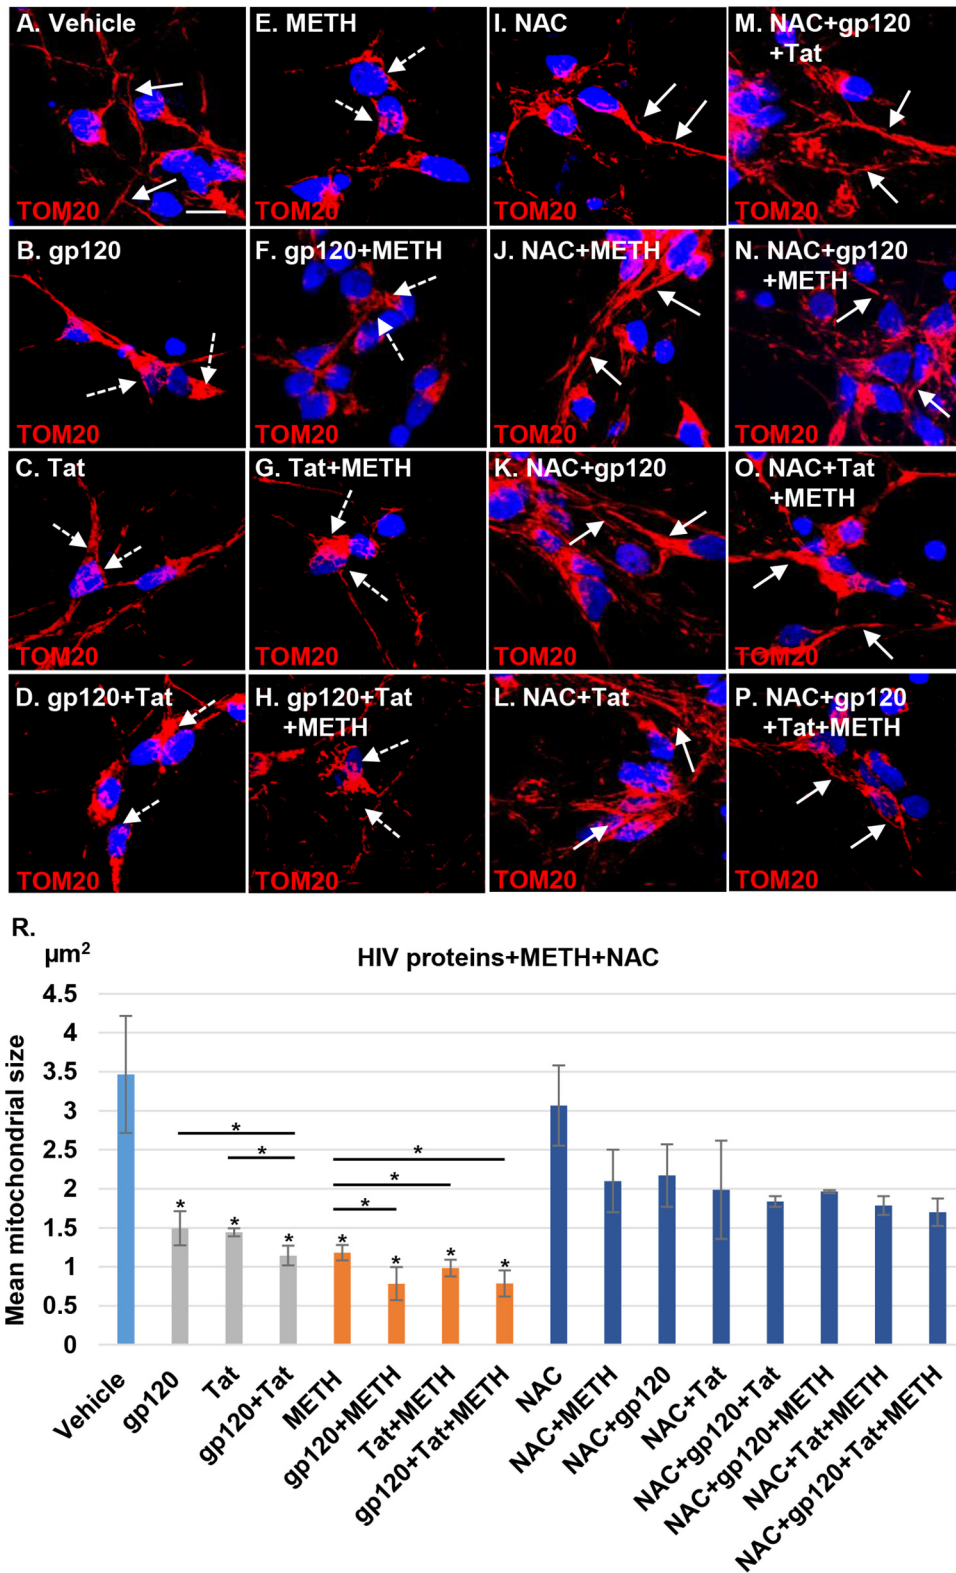 A. Vehicle
TOM20
E. METH
TOM20
I. NAC
TOM20
M. NAC+gp120
+Tat
TOM20
B. gp120
TOM20
F. gp120+METH
TOM20
J. NAC+METH
TOM20
N. NAC+gp120
+METH
TOM20
C. Tat
TOM20
G. Tat+METH
TOM20
K. NAC+gp120
TOM20
O. NAC+Tat
+METH
TOM20
D. gp120+Tat
TOM20
H. gp120+Tat
+METH
TOM20
L. NAC+Tat
TOM20
P. NAC+gp120
+Tat+METH
TOM20
R.
µm²
HIV proteins+METH+NAC
Mean mitochondrial size
4.5
4
3.5
3
2.5
2
1.5
1
0.5
0
*
*
*
*
*
*
*
*
*
*
*
*
Vehicle
gp120
Tat
gp120+Tat
METH
gp120+METH
Tat+METH
gp120+Tat+METH
NAC
NAC+METH
NAC+gp120
NAC+Tat
NAC+gp120+Tat
NAC+gp120+METH
NAC+Tat+METH
NAC+gp120+Tat+METH